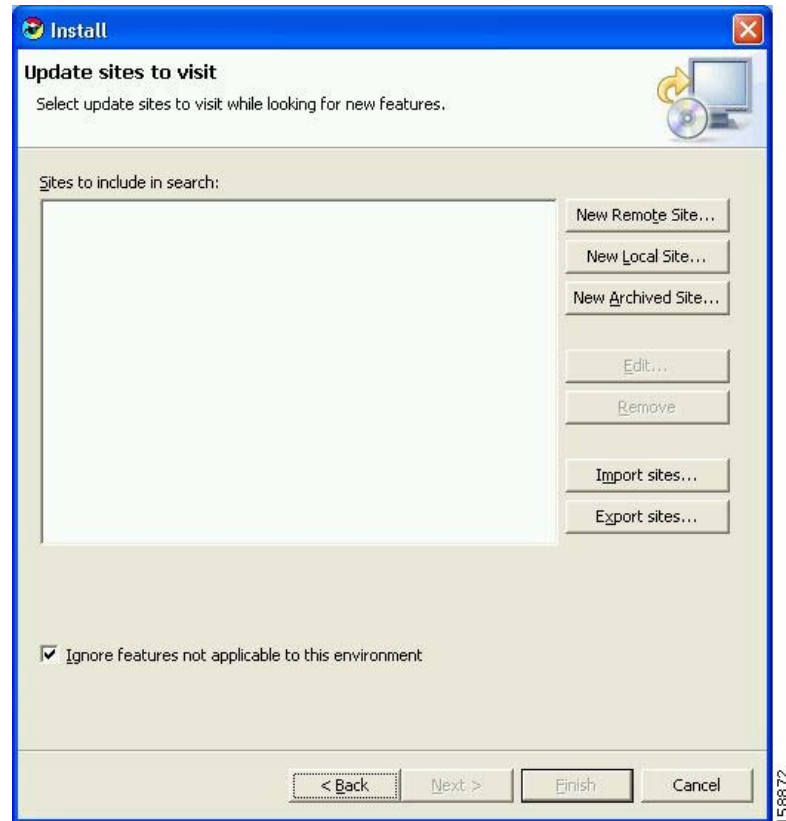 Install
Update sites to visit
Select update sites to visit while looking for new features.
Sites to include in search:
New Remote Site...
New Local Site...
New Archived Site...
Edit...
Remove
Import sites...
Export sites...
Ignore features not applicable to this environment
< Back
Next >
Finish
Cancel
158872